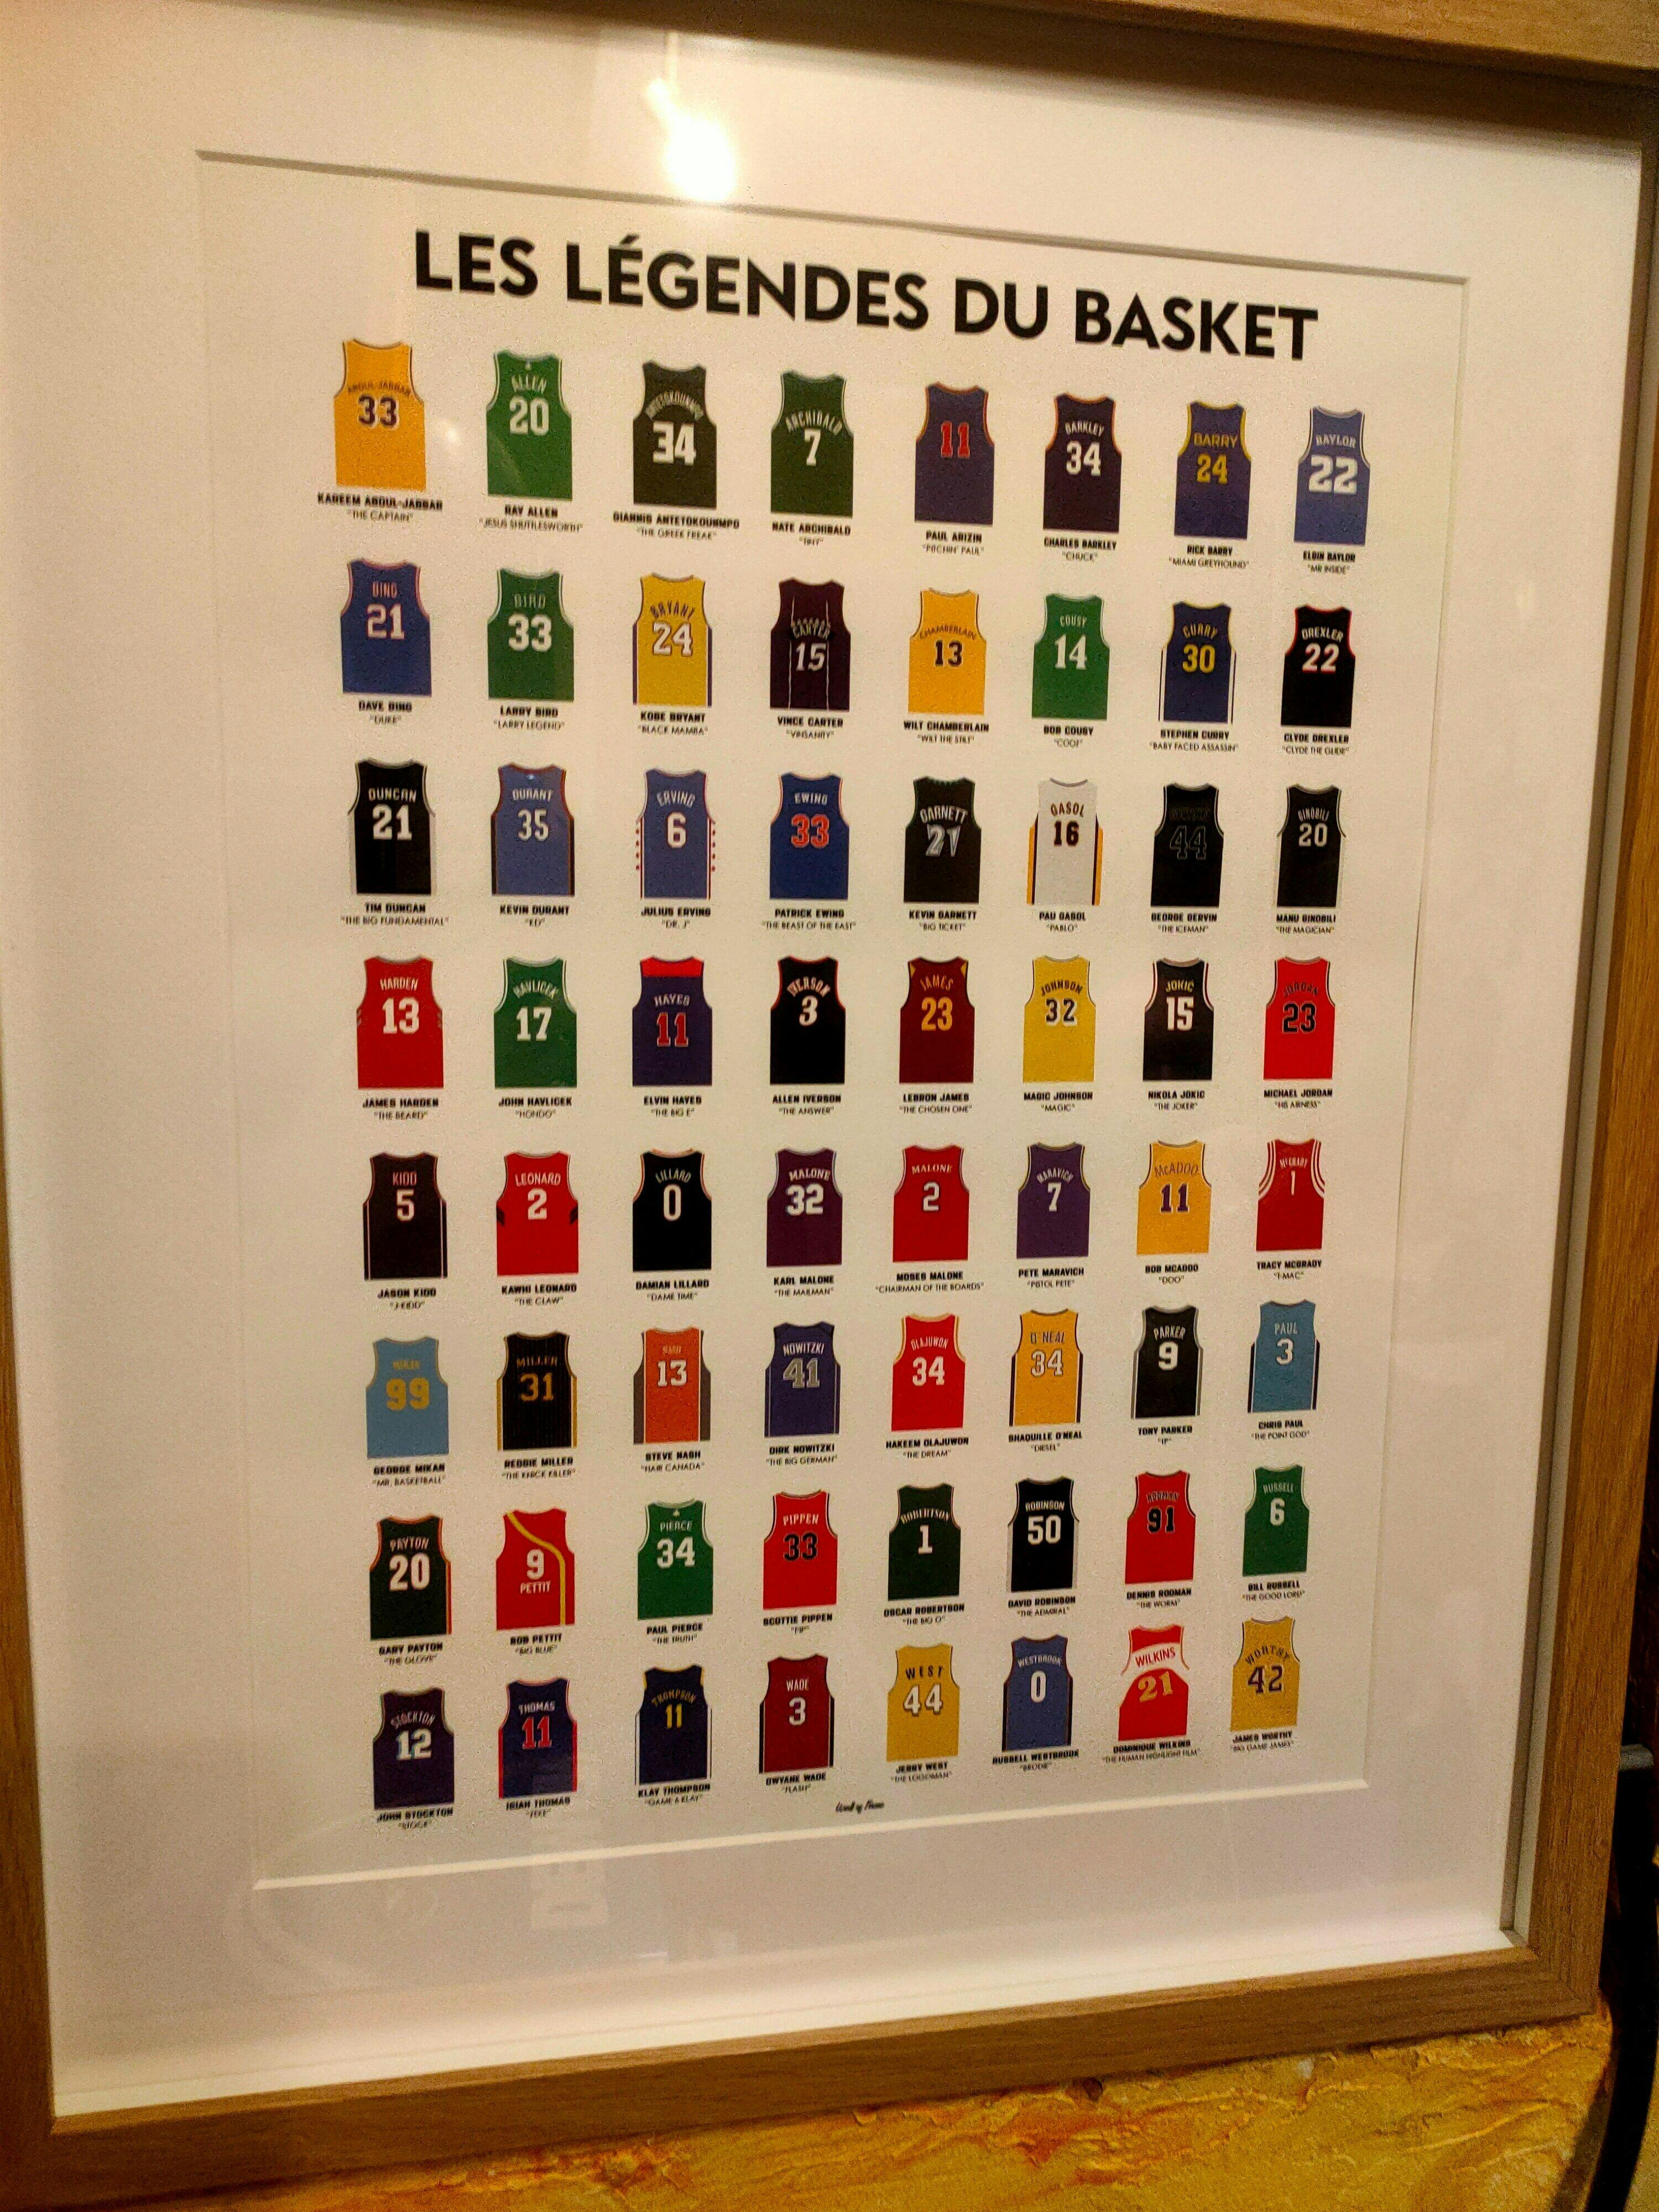 LES LÉGENDES DU BASKET
ABDUL-JABBAR ALLEN ANTETOKOUNMPO ARCHIBALD BARKLEY BARRY BAYLOR
33 20 34 7 11 34 24 22
KAREEM ABDUL-JABBAR RAY ALLEN GIANNIS ANTETOKOUNMPO NATE ARCHIBALD PAUL ARIZIN CHARLES BARKLEY RICK BARRY ELGIN BAYLOR
"THE CAPTAIN" "JESUS SHUTTLESWORTH" "THE GREEK FREAK" "TINY" "PITCHIN' PAUL" "CHUCK" "MIAMI GREYHOUND" "MR INSIDE"
BING BIRD BRYANT CARTER CHAMBERLAIN COUSY CURRY DREXLER
21 33 24 15 13 14 30 22
DAVE BING LARRY BIRD KOBE BRYANT VINCE CARTER WILT CHAMBERLAIN BOB COUSY STEPHEN CURRY CLYDE DREXLER
"DUKE" "LARRY LEGEND" "BLACK MAMBA" "VINSANITY" "WILT THE STILT" "COOZ" "BABY FACED ASSASSIN" "CLYDE THE GLIDE"
DUNCAN DURANT ERVING EWING GARNETT GASOL GINOBILI
21 35 6 33 21 16 44 20
TIM DUNCAN KEVIN DURANT JULIUS ERVING PATRICK EWING KEVIN GARNETT PAU GASOL GEORGE GERVIN MANU GINOBILI
"THE BIG FUNDAMENTAL" "KD" "DR. J" "THE BEAST OF THE EAST" "BIG TICKET" "PABLO" "THE ICEMAN" "THE MAGICIAN"
HARDEN HAVLICEK HAYES IVERSON JAMES JOHNSON JOKIĆ JORDAN
13 17 11 3 23 32 15 23
JAMES HARDEN JOHN HAVLICEK ELVIN HAYES ALLEN IVERSON LEBRON JAMES MAGIC JOHNSON NIKOLA JOKIC MICHAEL JORDAN
"THE BEARD" "HONDO" "THE BIG E" "THE ANSWER" "THE CHOSEN ONE" "MAGIC" "THE JOKER" "HIS AIRNESS"
KIDD LEONARD LILLARD MALONE MALONE MARAVICH McADOO McGRADY
5 2 0 32 2 7 11 1
JASON KIDD KAWHI LEONARD DAMIAN LILLARD KARL MALONE MOSES MALONE PETE MARAVICH BOB MCADOO TRACY MCGRADY
"J-KIDD" "THE CLAW" "DAME TIME" "THE MAILMAN" "CHAIRMAN OF THE BOARDS" "PISTOL PETE" "DOO" "T-MAC"
MIKAN MILLER NASH NOWITZKI OLAJUWON O'NEAL PARKER PAUL
99 31 13 41 34 34 9 3
GEORGE MIKAN REGGIE MILLER STEVE NASH DIRK NOWITZKI HAKEEM OLAJUWON SHAQUILLE O'NEAL TONY PARKER CHRIS PAUL
"MR. BASKETBALL" "THE KNICK KILLER" "HAIR CANADA" "THE BIG GERMAN" "THE DREAM" "DIESEL" "TP" "THE POINT GOD"
PAYTON PIERCE PIPPEN ROBERTSON ROBINSON RODMAN RUSSELL
20 9 34 33 1 50 91 6
PETTIT
GARY PAYTON BOB PETTIT PAUL PIERCE SCOTTIE PIPPEN OSCAR ROBERTSON DAVID ROBINSON DENNIS RODMAN BILL RUSSELL
"THE GLOVE" "BIG BLUE" "THE TRUTH" "PIP" "THE BIG O" "THE ADMIRAL" "THE WORM" "THE GOOD LORD"
STOCKTON THOMAS THOMPSON WADE WEST WESTBROOK WILKINS WORTHY
12 11 11 3 44 0 21 42
JOHN STOCKTON ISIAH THOMAS KLAY THOMPSON DWYANE WADE JERRY WEST RUSSELL WESTBROOK DOMINIQUE WILKINS JAMES WORTHY
"STOCK" "ZEKE" "GAME 6 KLAY" "FLASH" "THE LOGOMAN" "BRODIE" "THE HUMAN HIGHLIGHT FILM" "BIG GAME JAMES"